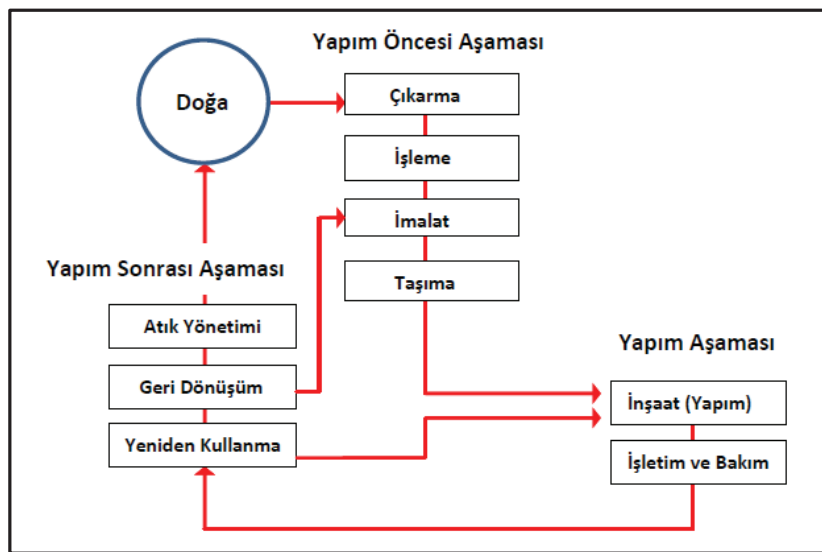 Yapım Öncesi Aşaması
Doğa
Çıkarma
İşleme
İmalat
Taşıma
Yapım Sonrası Aşaması
Atık Yönetimi
Geri Dönüşüm
Yeniden Kullanma
Yapım Aşaması
İnşaat (Yapım)
İşletim ve Bakım